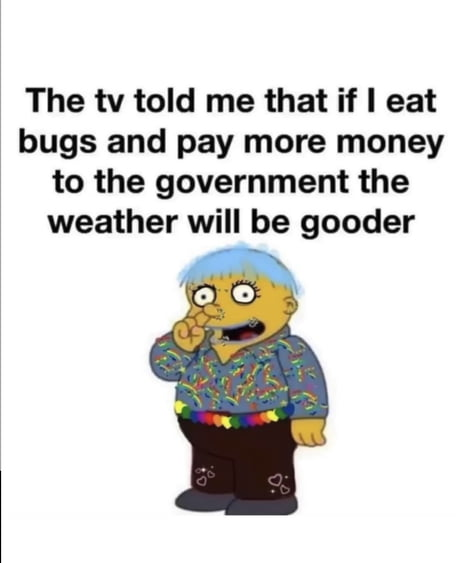 The tv told me that if I eat
bugs and pay more money
to the government the
weather will be gooder